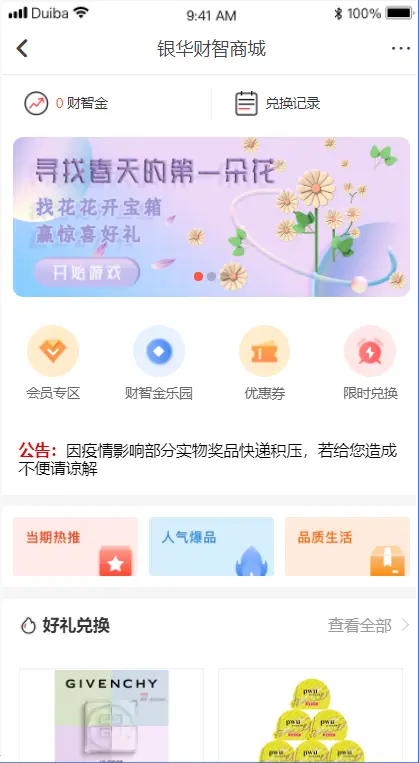 Duiba
9:41 AM
100%
银华财智商城
0 财智金
兑换记录
寻找春天的第一朵花
找花花开宝箱
赢惊喜好礼
开始游戏
会员专区
财智金乐园
优惠券
限时兑换
公告：因疫情影响部分实物奖品快递积压，若给您造成
不便请谅解
当期热推
人气爆品
品质生活
好礼兑换
查看全部
GIVENCHY
pwu
pwu
pwu
pwu
pwu
pwu